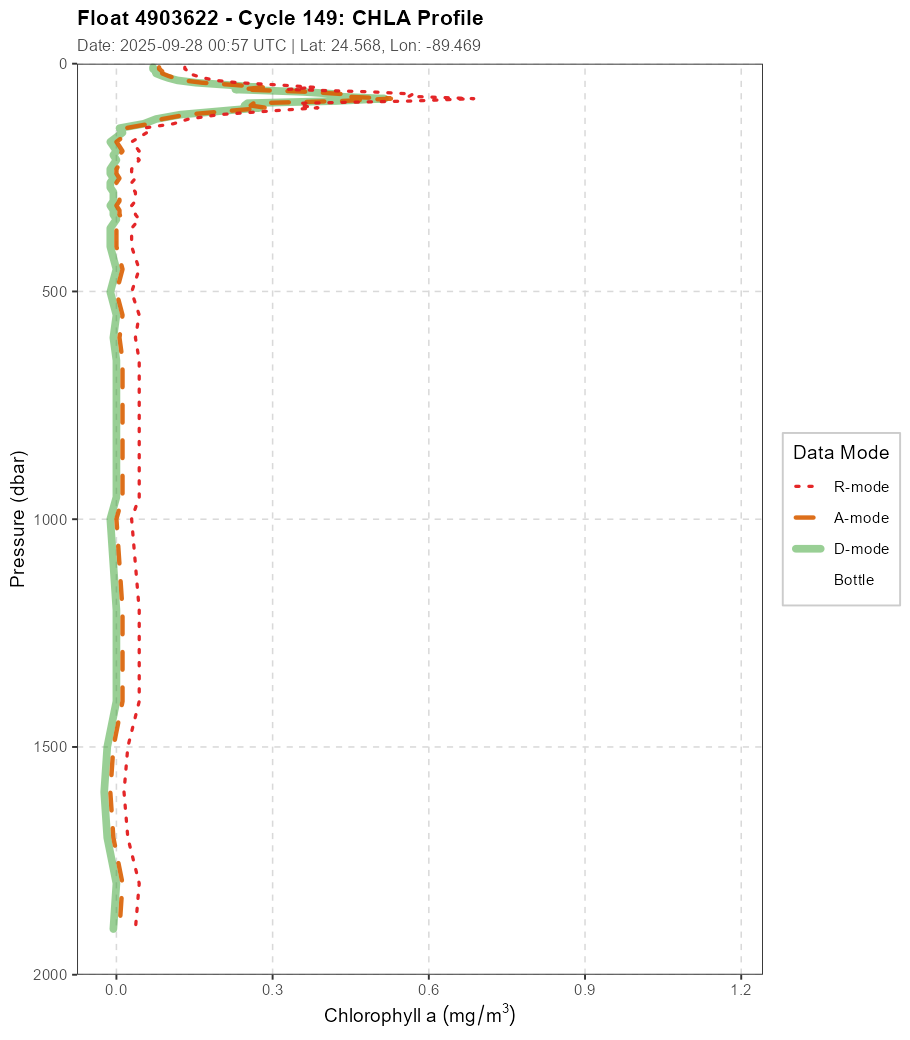 Float 4903622 - Cycle 149: CHLA Profile
Date: 2025-09-28 00:57 UTC | Lat: 24.568, Lon: -89.469
0
500
1000
1500
2000
Pressure (dbar)
0.0
0.3
0.6
0.9
1.2
Chlorophyll a (mg/m³)
Data Mode
R-mode
A-mode
D-mode
Bottle